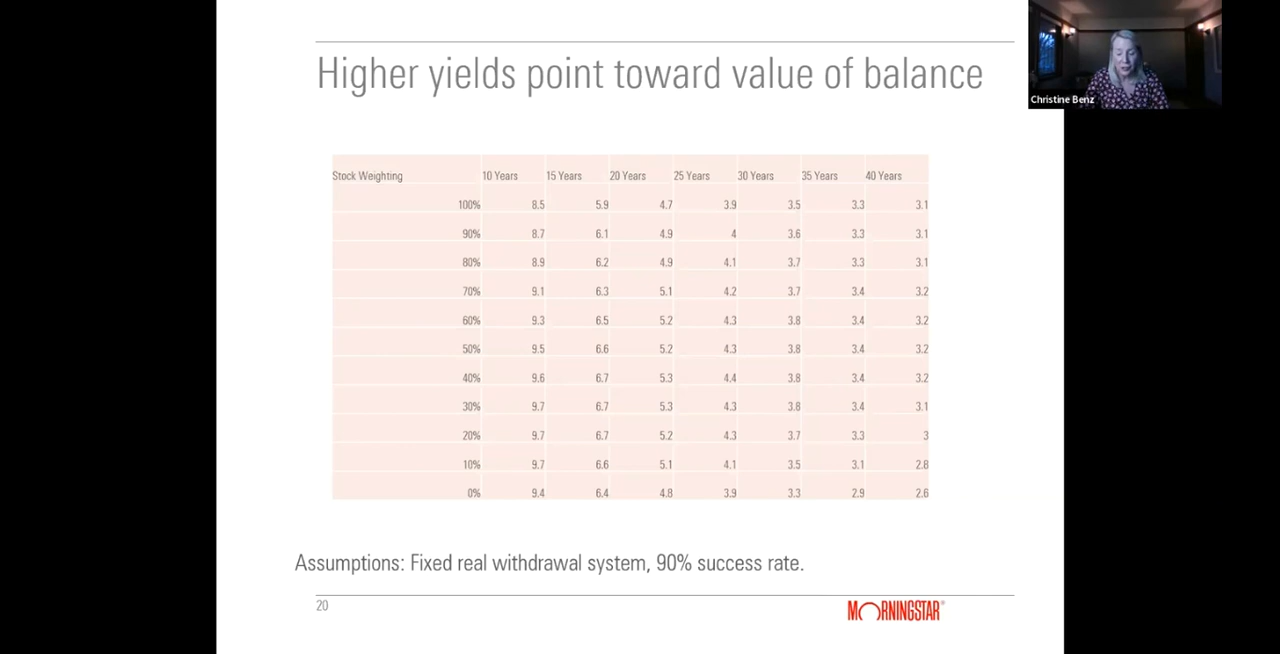 Higher yields point toward value of balance
Christine Benz
Stock Weighting 10 Years 15 Years 20 Years 25 Years 30 Years 35 Years 40 Years
100% 8.5 5.9 4.7 3.9 3.5 3.3 3.1
90% 8.7 6.1 4.9 4 3.6 3.3 3.1
80% 8.9 6.2 4.9 4.1 3.7 3.3 3.1
70% 9.1 6.3 5.1 4.2 3.7 3.4 3.2
60% 9.3 6.5 5.2 4.3 3.8 3.4 3.2
50% 9.5 6.6 5.2 4.3 3.8 3.4 3.2
40% 9.6 6.7 5.3 4.4 3.8 3.4 3.2
30% 9.7 6.7 5.3 4.3 3.8 3.4 3.1
20% 9.7 6.7 5.2 4.3 3.7 3.3 3
10% 9.7 6.6 5.1 4.1 3.5 3.1 2.8
0% 9.4 6.4 4.8 3.9 3.3 2.9 2.6
Assumptions: Fixed real withdrawal system, 90% success rate.
20
MORNINGSTAR®